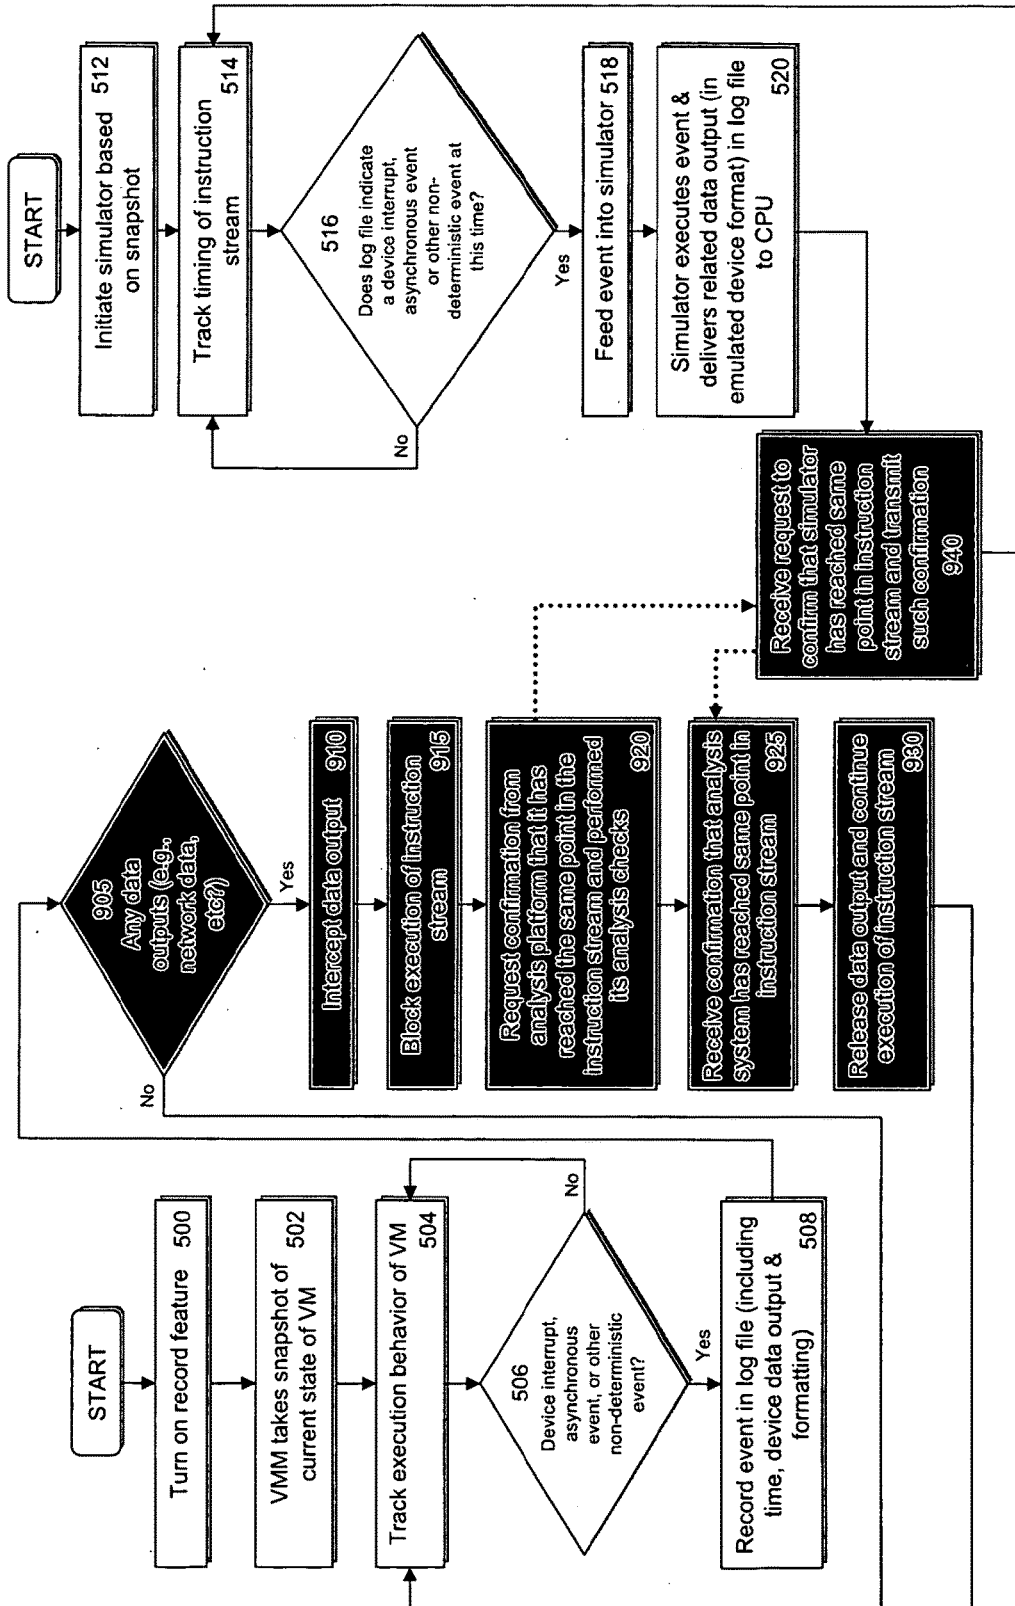 START
Turn on record feature
500
VMM takes snapshot of
current state of VM
502
Track execution behavior of VM
504
506
Device interrupt,
asynchronous
event, or other
non-deterministic
event?
No
Yes
Record event in log file (including
time, device data output &
formatting)
508
905
Any data
outputs (e.g.,
network data,
etc?)
No
Yes
Intercept data output
910
Block execution of instruction
stream
915
Request confirmation from
analysis platform that it has
reached the same point in the
instruction stream and performed
its analysis checks
920
Receive confirmation that analysis
system has reached same point in
instruction stream
925
Release data output and continue
execution of instruction stream
930
START
Initiate simulator based
on snapshot
512
Track timing of instruction
stream
514
516
Does log file indicate
a device interrupt,
asynchronous event
or other non-
deterministic event at
this time?
No
Yes
Feed event into simulator
518
Simulator executes event &
delivers related data output (in
emulated device format) in log file
to CPU
520
Receive request to
confirm that simulator
has reached same
point in instruction
stream and transmit
such confirmation
940